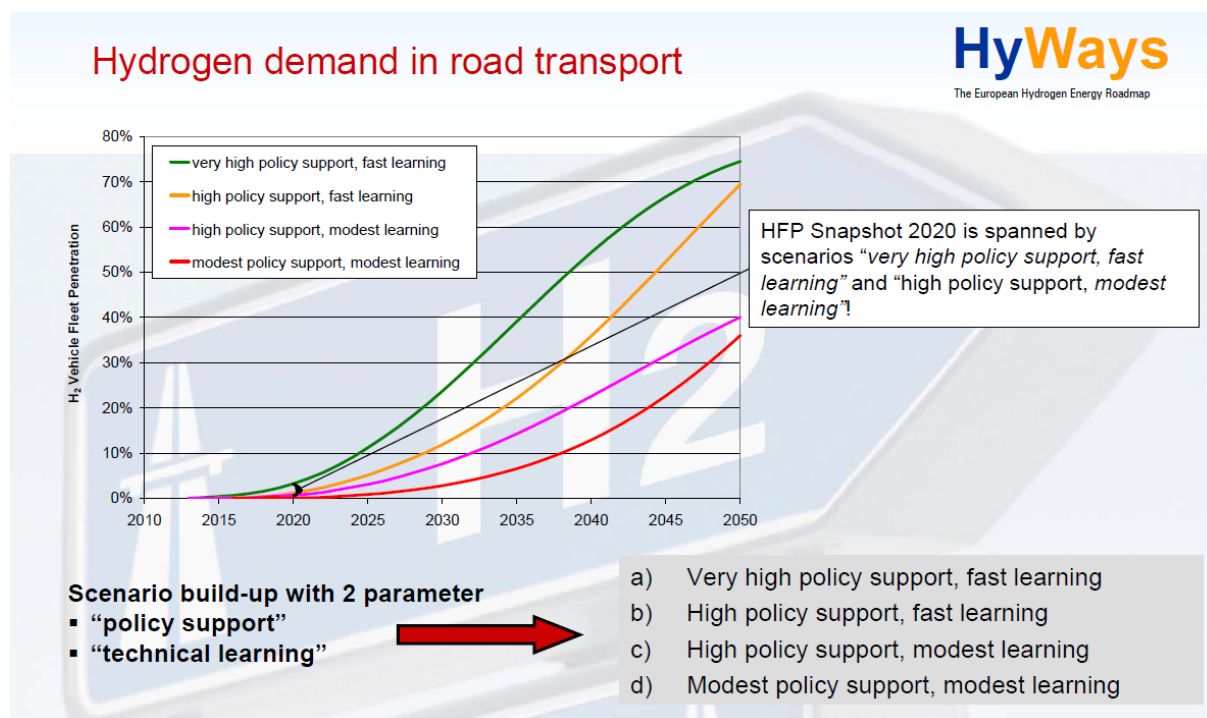 Hydrogen demand in road transport
HyWays
The European Hydrogen Energy Roadmap
80%
70%
60%
50%
40%
30%
20%
10%
0%
H₂ Vehicle Fleet Penetration
very high policy support, fast learning
high policy support, fast learning
high policy support, modest learning
modest policy support, modest learning
2010 2015 2020 2025 2030 2035 2040 2045 2050
HFP Snapshot 2020 is spanned by
scenarios “very high policy support, fast
learning” and “high policy support, modest
learning”!
H2
Scenario build-up with 2 parameter
▪ “policy support”
▪ “technical learning”
a) Very high policy support, fast learning
b) High policy support, fast learning
c) High policy support, modest learning
d) Modest policy support, modest learning